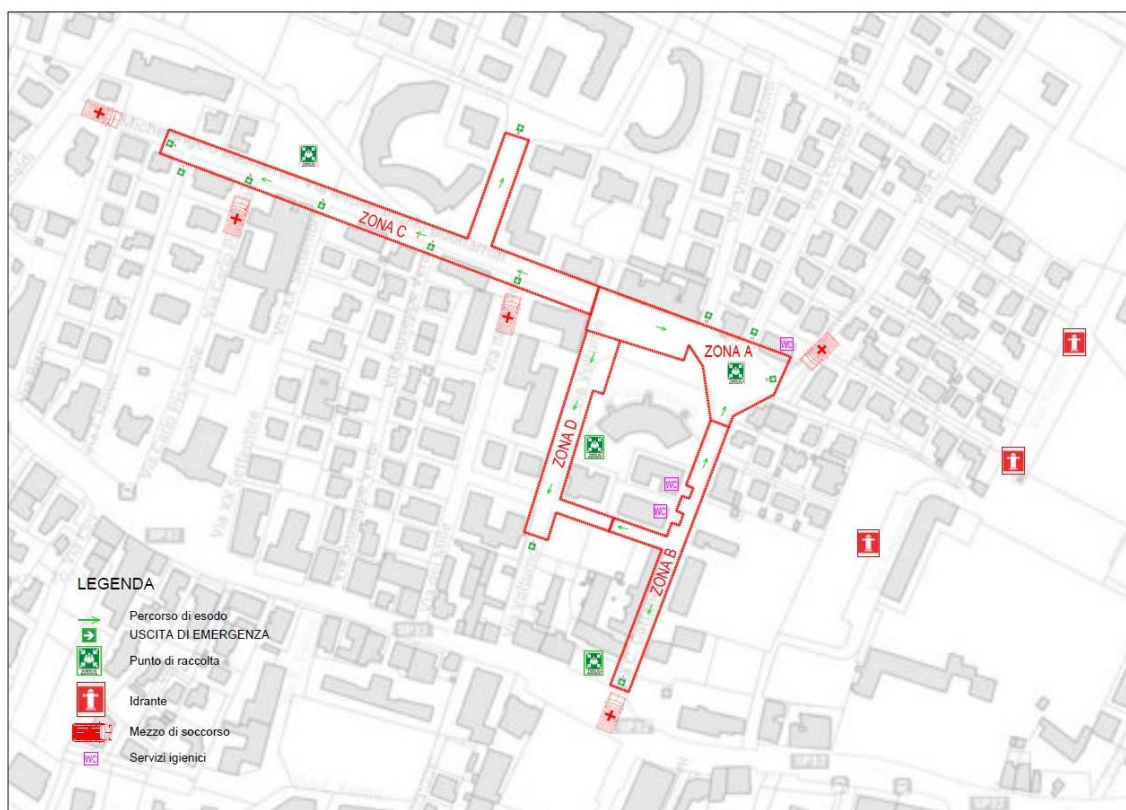 ZONA C
ZONA A
WC
ZONA D
WC
WC
ZONA B
LEGENDA
Percorso di esodo
USCITA DI EMERGENZA
Punto di raccolta
Idrante
Mezzo di soccorso
WC
Servizi igienici